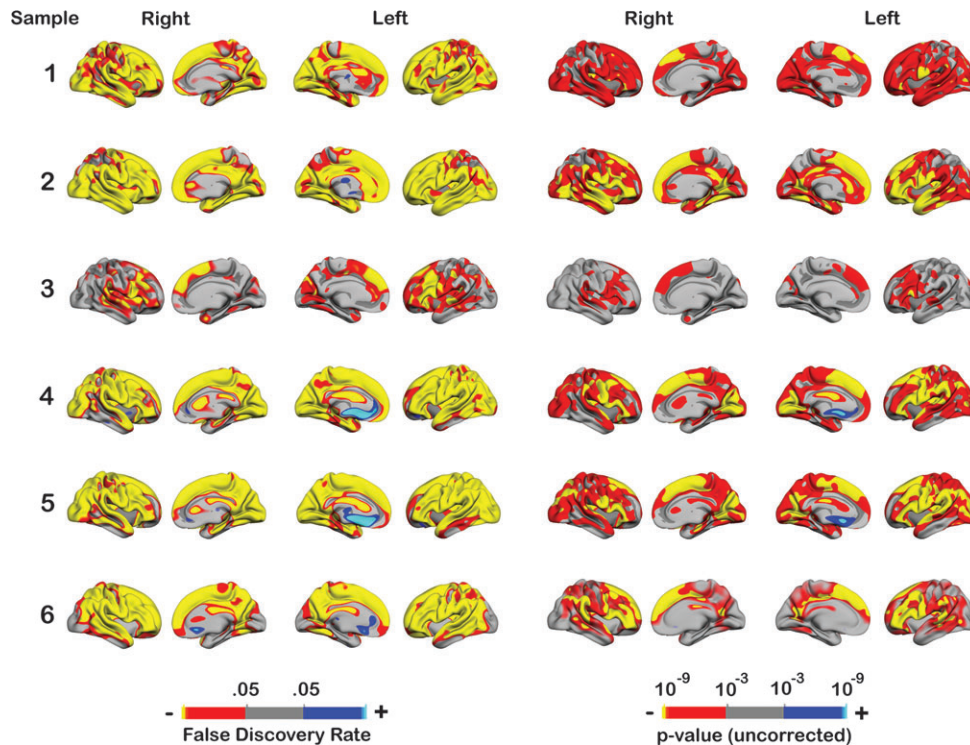 Sample Right Left Right Left
1
2
3
4
5
6
.05 .05
- +
False Discovery Rate
10-9 10-3 10-3 10-9
- +
p-value (uncorrected)